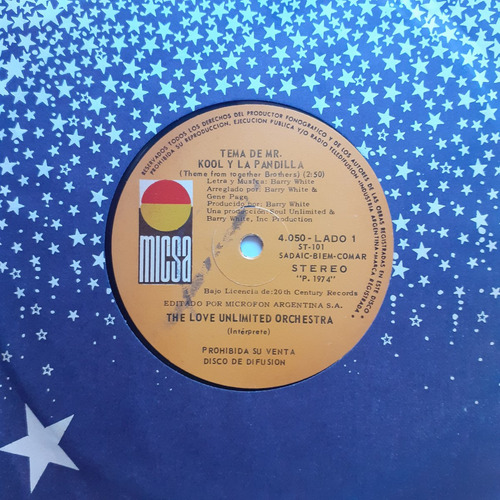 RESERVADOS TODOS LOS DERECHOS DEL PRODUCTOR FONOGRAFICO Y DE LOS AUTORES DE LAS OBRAS REGISTRADAS EN ESTE DISCO
PROHIBIDA SU REPRODUCCION, EJECUCION PUBLICA Y/O RADIO TELEDIFUSION "INDUSTRIA ARGENTINA-MARCA REGISTRADA"
TEMA DE MR.
KOOL Y LA PANDILLA
(Theme from together Brothers) (2:50)
Letra y Musica: Barry White
Arreglado por: Barry White &
Gene Page
Producido por: Barry White
Una producción: Soul Unlimited &
Barry White, Inc Production
micsa
4.050-LADO 1
ST-101
SADAIC-BIEM-COMAR
STEREO
"P. 1974"
Bajo Licencia de: 20th Century Records
EDITADO POR MICROFON ARGENTINA S.A.
THE LOVE UNLIMITED ORCHESTRA
(Intérprete)
PROHIBIDA SU VENTA
DISCO DE DIFUSION